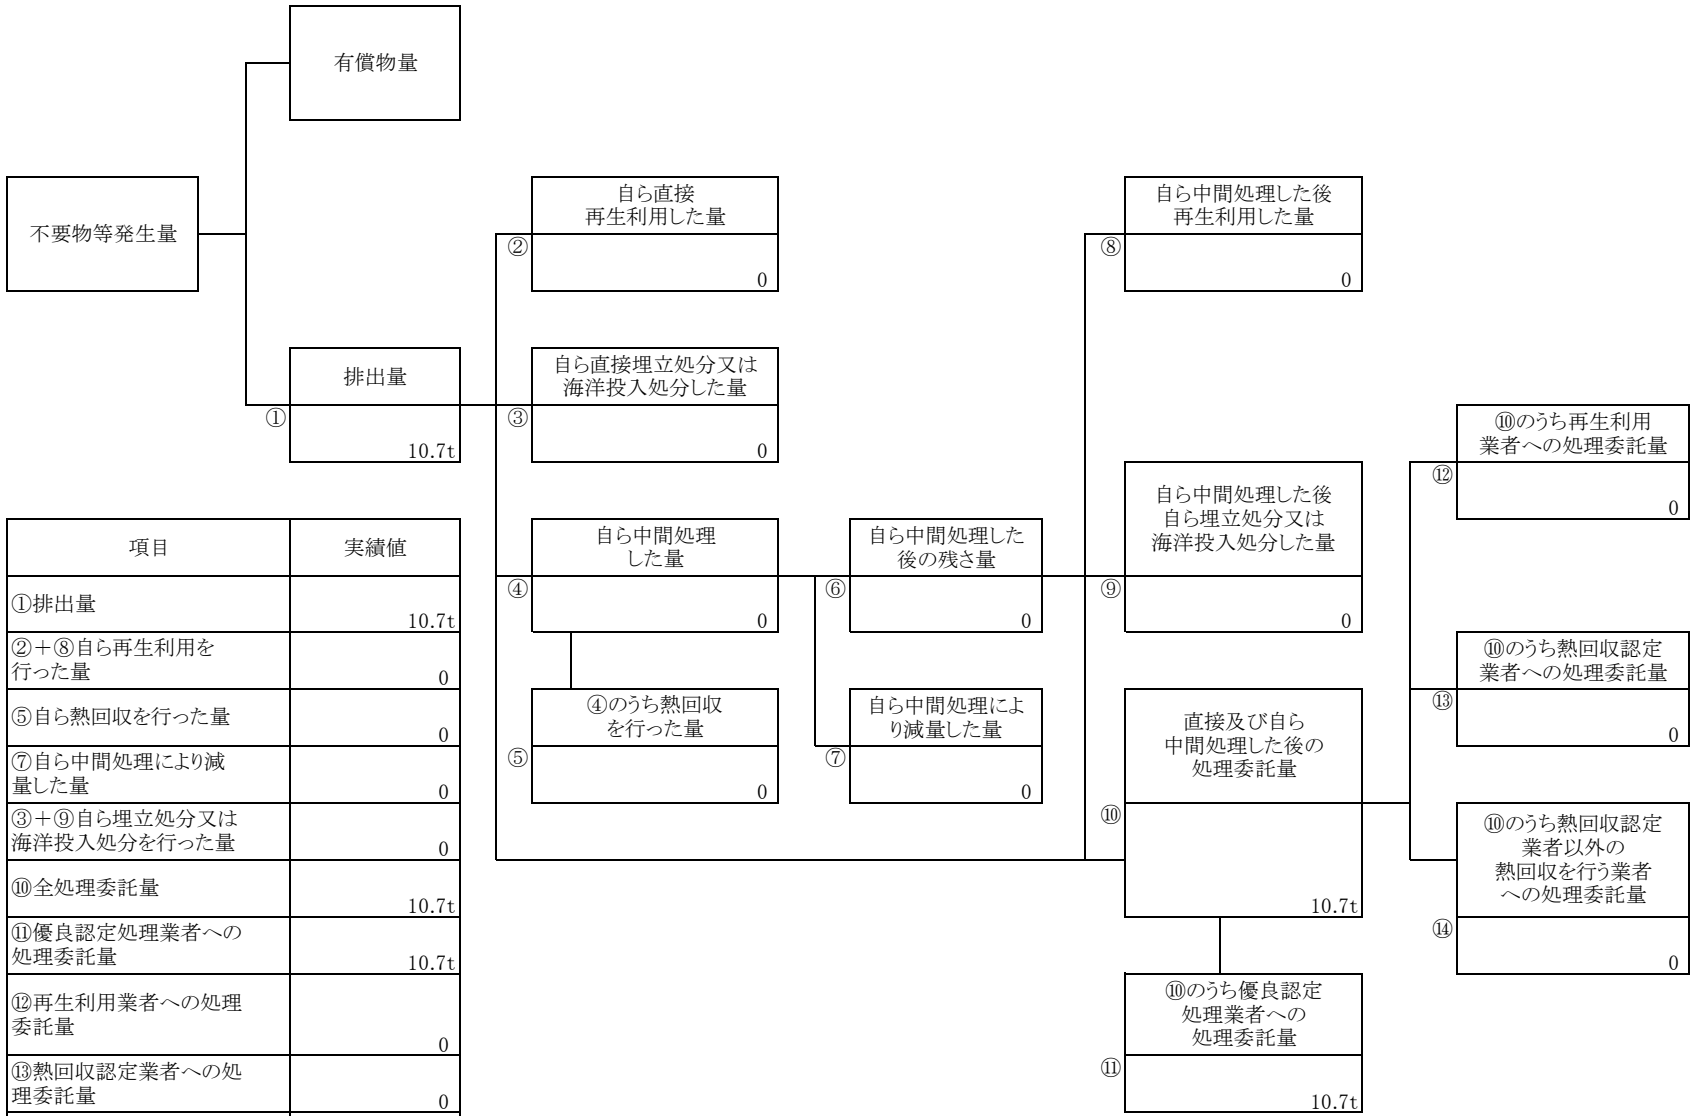 有償物量
不要物等発生量
自ら直接
再生利用した量
②
0
自ら中間処理した後
再生利用した量
⑧
0
排出量
①
10.7t
自ら直接埋立処分又は
海洋投入処分した量
③
0
⑩のうち再生利用
業者への処理委託量
⑫
0
自ら中間処理
した量
④
0
自ら中間処理した
後の残さ量
⑥
0
自ら中間処理した後
自ら埋立処分又は
海洋投入処分した量
⑨
0
⑩のうち熱回収認定
業者への処理委託量
⑬
0
④のうち熱回収
を行った量
⑤
0
自ら中間処理によ
り減量した量
⑦
0
直接及び自ら
中間処理した後の
処理委託量
⑩
10.7t
⑩のうち熱回収認定
業者以外の
熱回収を行う業者
への処理委託量
⑭
0
⑩のうち優良認定
処理業者への
処理委託量
⑪
10.7t
項目 実績値
①排出量
10.7t
②+⑧自ら再生利用を
行った量
0
⑤自ら熱回収を行った量
0
⑦自ら中間処理により減
量した量
0
③+⑨自ら埋立処分又は
海洋投入処分を行った量
0
⑩全処理委託量
10.7t
⑪優良認定処理業者への
処理委託量
10.7t
⑫再生利用業者への処理
委託量
0
⑬熱回収認定業者への処
理委託量
0